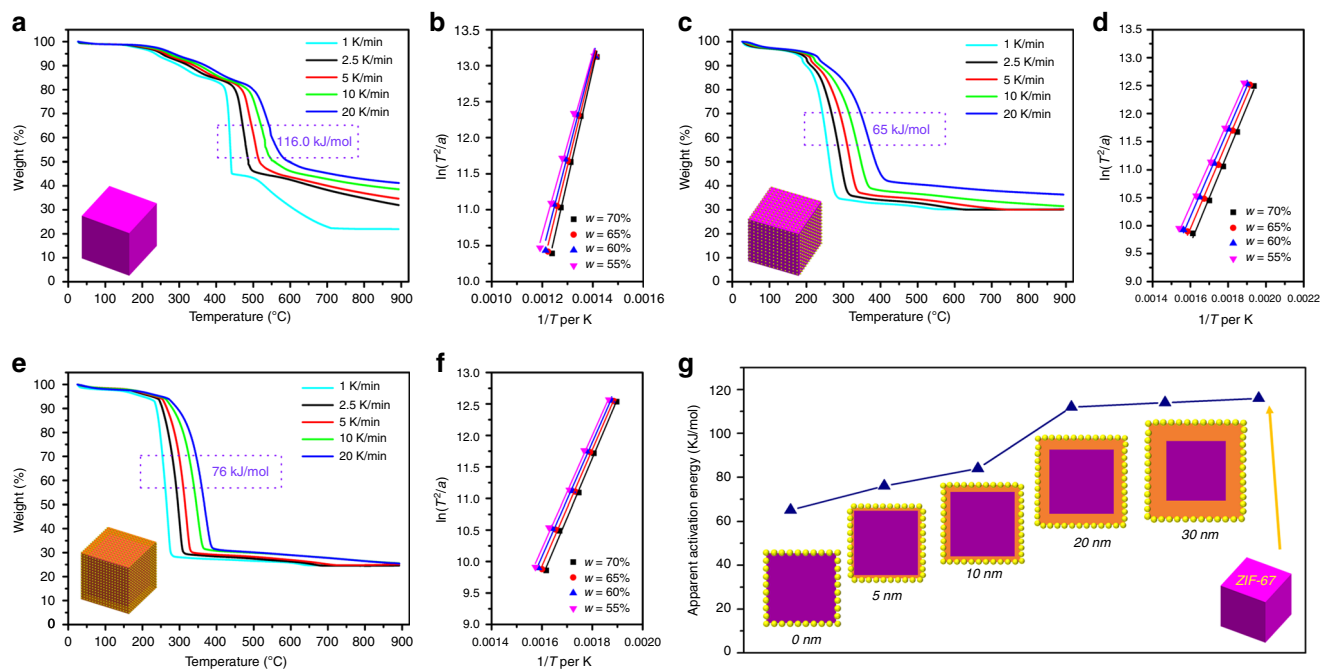 a
100
90
80
70
60
50
40
30
20
10
0
Weight (%)
0 100 200 300 400 500 600 700 800 900
Temperature (°C)
1 K/min
2.5 K/min
5 K/min
10 K/min
20 K/min
116.0 kJ/mol
b
13.5
13.0
12.5
12.0
11.5
11.0
10.5
10.0
ln(T²/a)
0.0010 0.0012 0.0014 0.0016
1/T per K
w = 70%
w = 65%
w = 60%
w = 55%
c
100
90
80
70
60
50
40
30
20
10
0
Weight (%)
0 100 200 300 400 500 600 700 800 900
Temperature (°C)
1 K/min
2.5 K/min
5 K/min
10 K/min
20 K/min
65 kJ/mol
d
13.5
13.0
12.5
12.0
11.5
11.0
10.5
10.0
9.5
9.0
ln(T²/a)
0.0014 0.0016 0.0018 0.0020 0.0022
1/T per K
w = 70%
w = 65%
w = 60%
w = 55%
e
100
90
80
70
60
50
40
30
20
10
0
Weight (%)
0 100 200 300 400 500 600 700 800 900
Temperature (°C)
1 K/min
2.5 K/min
5 K/min
10 K/min
20 K/min
76 kJ/mol
f
13.0
12.5
12.0
11.5
11.0
10.5
10.0
9.5
9.0
ln(T²/a)
0.0014 0.0016 0.0018 0.0020
1/T per K
w = 70%
w = 65%
w = 60%
w = 55%
g
120
100
80
60
40
20
0
Apparent activation energy (KJ/mol)
0 nm
5 nm
10 nm
20 nm
30 nm
ZIF-67